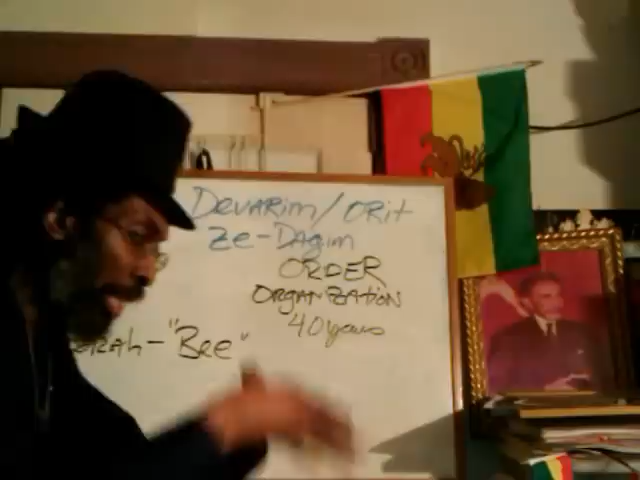 Devarim/Orit
Ze-Dagim
ORDER
ORGANIZATION
40 years
"Bee"